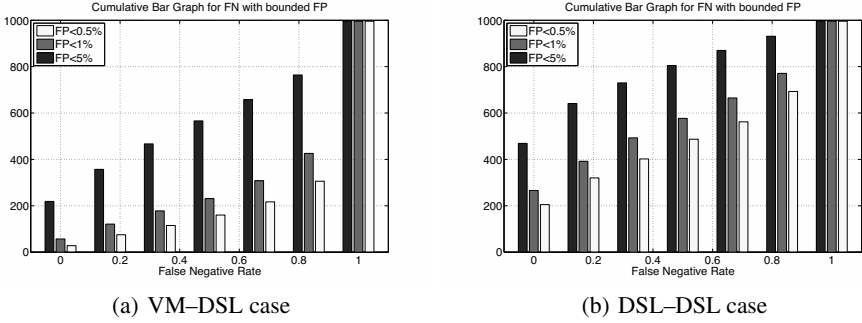 Cumulative Bar Graph for FN with bounded FP
1000
800
600
400
200
0
FP<0.5%
FP<1%
FP<5%
0 0.2 0.4 0.6 0.8 1
False Negative Rate
(a) VM–DSL case
Cumulative Bar Graph for FN with bounded FP
1000
800
600
400
200
0
FP<0.5%
FP<1%
FP<5%
0 0.2 0.4 0.6 0.8 1
False Negative Rate
(b) DSL–DSL case